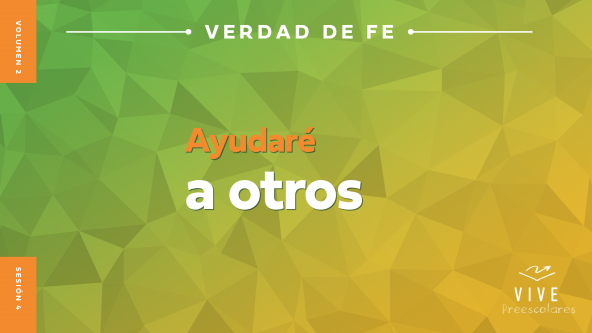 VOLUMEN 2
VERDAD DE FE
Ayudaré
a otros
SESIÓN 4
VIVE
Preescolares